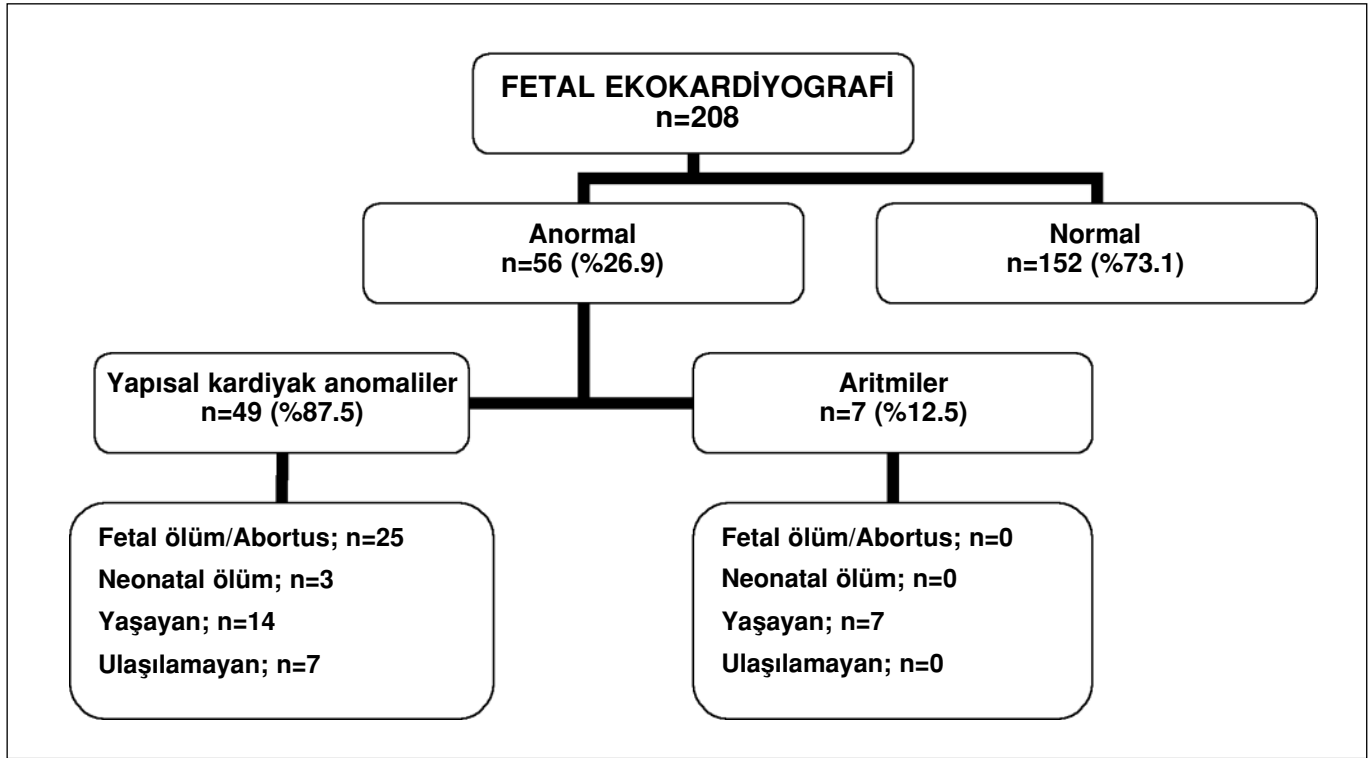 FETAL EKOKARDİYOGRAFİ
n=208
Anormal
n=56 (%26.9)
Normal
n=152 (%73.1)
Yapısal kardiyak anomaliler
n=49 (%87.5)
Aritmiler
n=7 (%12.5)
Fetal ölüm/Abortus; n=25
Neonatal ölüm; n=3
Yaşayan; n=14
Ulaşılamayan; n=7
Fetal ölüm/Abortus; n=0
Neonatal ölüm; n=0
Yaşayan; n=7
Ulaşılamayan; n=0